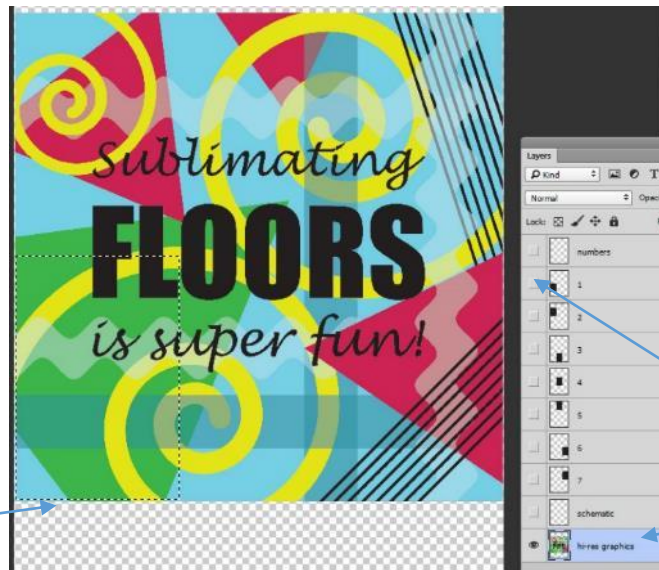 Sublimating
FLOORS
is super fun!
Layers
Kind
T
Normal
Opac
Lock:
numbers
1
2
3
4
5
6
7
schematic
hi-res graphics